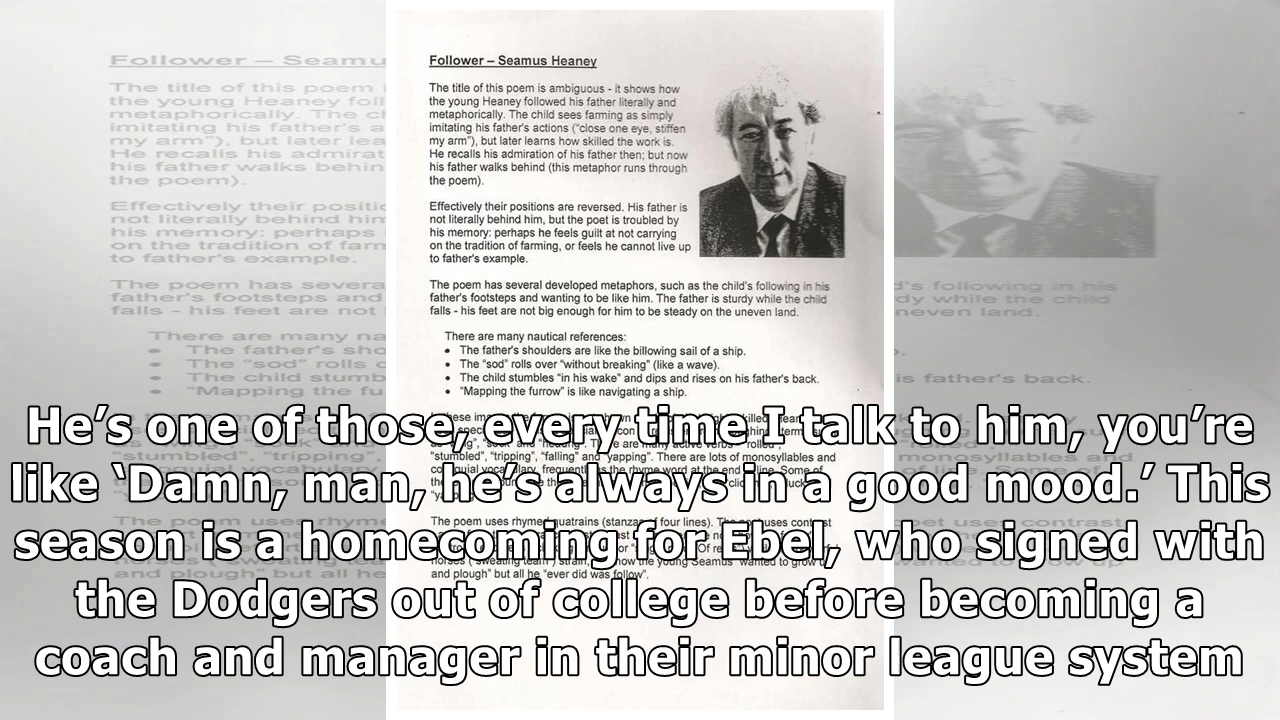 Follower – Seamus Heaney
The title of this poem is ambiguous - it shows how
the young Heaney followed his father literally and
metaphorically. The child sees farming as simply
imitating his father's actions ("close one eye, stiffen
my arm"), but later learns how skilled the work is.
He recalls his admiration of his father then; but now
his father walks behind (this metaphor runs through
the poem).
Effectively their positions are reversed. His father is
not literally behind him, but the poet is troubled by
his memory: perhaps he feels guilt at not carrying
on the tradition of farming, or feels he cannot live up
to father's example.
The poem has several developed metaphors, such as the child's following in his
father's footsteps and wanting to be like him. The father is sturdy while the child
falls - his feet are not big enough for him to be steady on the uneven land.
There are many nautical references:
• The father's shoulders are like the billowing sail of a ship.
• The "sod" rolls over "without breaking" (like a wave).
• The child stumbles "in his wake" and dips and rises on his father's back.
• "Mapping the furrow" is like navigating a ship.
"stumbled", "tripping", "falling" and "yapping". There are lots of monosyllables and
The poem uses rhymed quatrains (stanzas of four lines).
and plough" but all he "ever did was follow".
He's one of those, every time I talk to him, you're
like 'Damn, man, he's always in a good mood.' This
season is a homecoming for Ebel, who signed with
the Dodgers out of college before becoming a
coach and manager in their minor league system